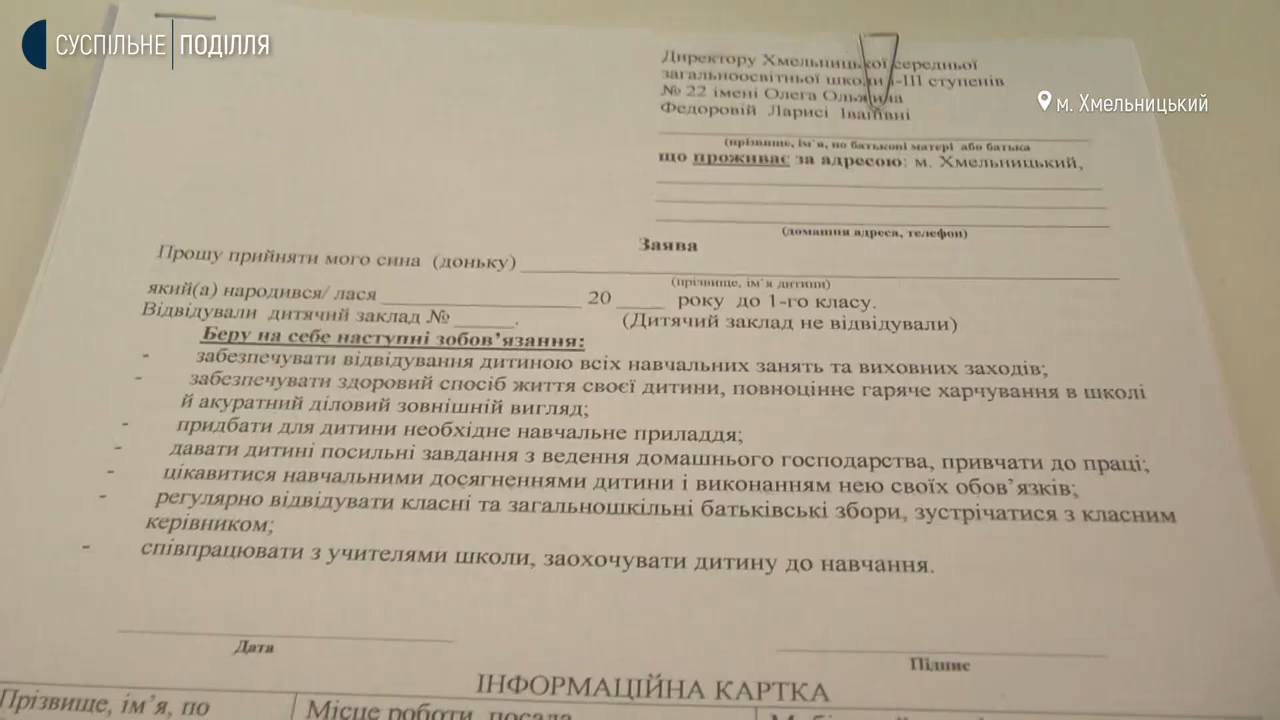 СУСПІЛЬНЕ ПОДІЛЛЯ
м. Хмельницький
Директору Хмельницької середньої
загальноосвітньої школи І-ІІІ ступенів
№ 22 імені Олега Ольжича
Федоровій Ларисі Іванівні
(прізвище, ім`я, по батькові матері або батька
що проживає за адресою: м. Хмельницький,
(домашня адреса, телефон)
Заява
Прошу прийняти мого сина (доньку)
(прізвище, ім`я дитини)
який(а) народився/ лася ____ 20 ____ року до 1-го класу.
Відвідували дитячий заклад № _____. (Дитячий заклад не відвідували)
Беру на себе наступні зобов’язання:
- забезпечувати відвідування дитиною всіх навчальних занять та виховних заходів;
- забезпечувати здоровий спосіб життя своєї дитини, повноцінне гаряче харчування в школі
й акуратний діловий зовнішній вигляд;
- придбати для дитини необхідне навчальне приладдя;
- давати дитині посильні завдання з ведення домашнього господарства, привчати до праці;
- цікавитися навчальними досягненнями дитини і виконанням нею своїх обов’язків;
- регулярно відвідувати класні та загальношкільні батьківські збори, зустрічатися з класним
керівником;
- співпрацювати з учителями школи, заохочувати дитину до навчання.
Дата
Підпис
ІНФОРМАЦІЙНА КАРТКА
Прізвище, ім’я, по
Місце роботи, посада